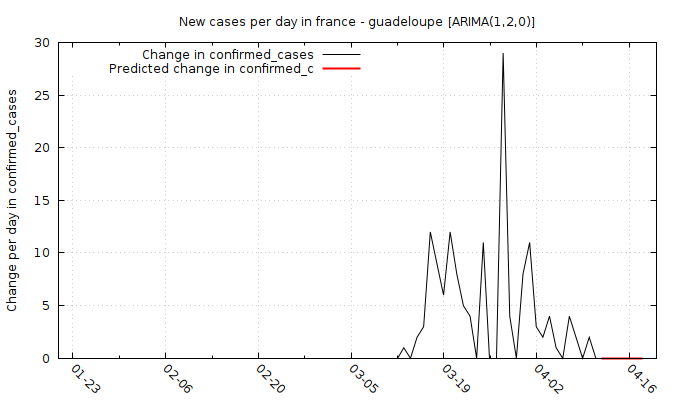 New cases per day in france - guadeloupe [ARIMA(1,2,0)]
Change in confirmed_cases
Predicted change in confirmed_c
Change per day in confirmed_cases
30
25
20
15
10
5
0
01-23 02-06 02-20 03-05 03-19 04-02 04-16